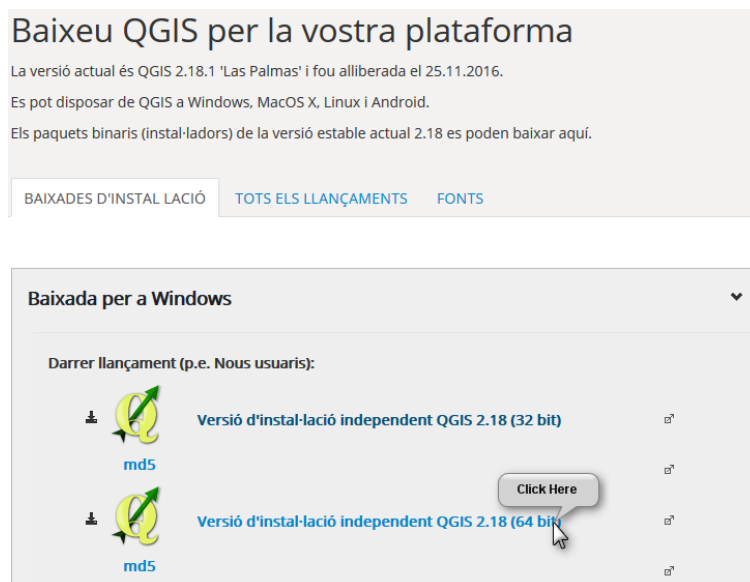 Baixeu QGIS per la vostra plataforma
La versió actual és QGIS 2.18.1 'Las Palmas' i fou alliberada el 25.11.2016.
Es pot disposar de QGIS a Windows, MacOS X, Linux i Android.
Els paquets binaris (instal·ladors) de la versió estable actual 2.18 es poden baixar aquí.
BAIXADES D'INSTAL LACIÓ TOTS ELS LLANÇAMENTS FONTS
Baixada per a Windows
Darrer llançament (p.e. Nous usuaris):
Versió d'instal·lació independent QGIS 2.18 (32 bit)
md5
Click Here
Versió d'instal·lació independent QGIS 2.18 (64 bit)
md5